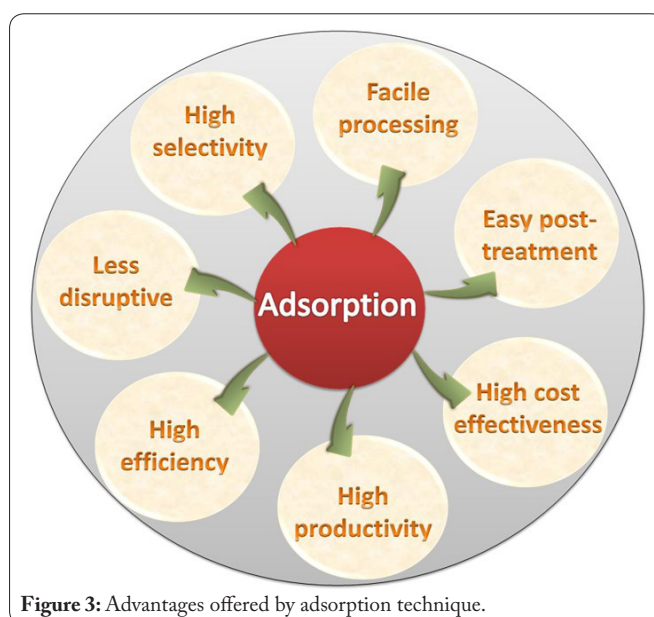 Facile
processing
High
selectivity
Easy post-
treatment
Less
disruptive
Adsorption
High cost
effectiveness
High
efficiency
High
productivity
Figure 3: Advantages offered by adsorption technique.